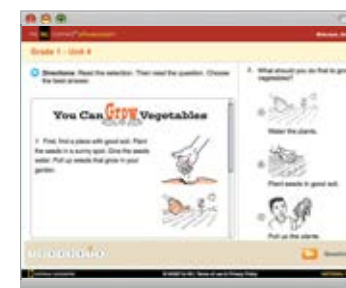 Grade 1 - Unit 4
Directions: Read the selection. Then read the question. Choose
the best answer.
You Can Grow Vegetables
1 First, find a place with good soil. Plant
the seeds in a sunny spot. Give the seeds
water. Pull up weeds that grow in your
garden.
What should you do first to
vegetables?
Water the plants.
Plant seeds in good soil.
Pull up the plants.